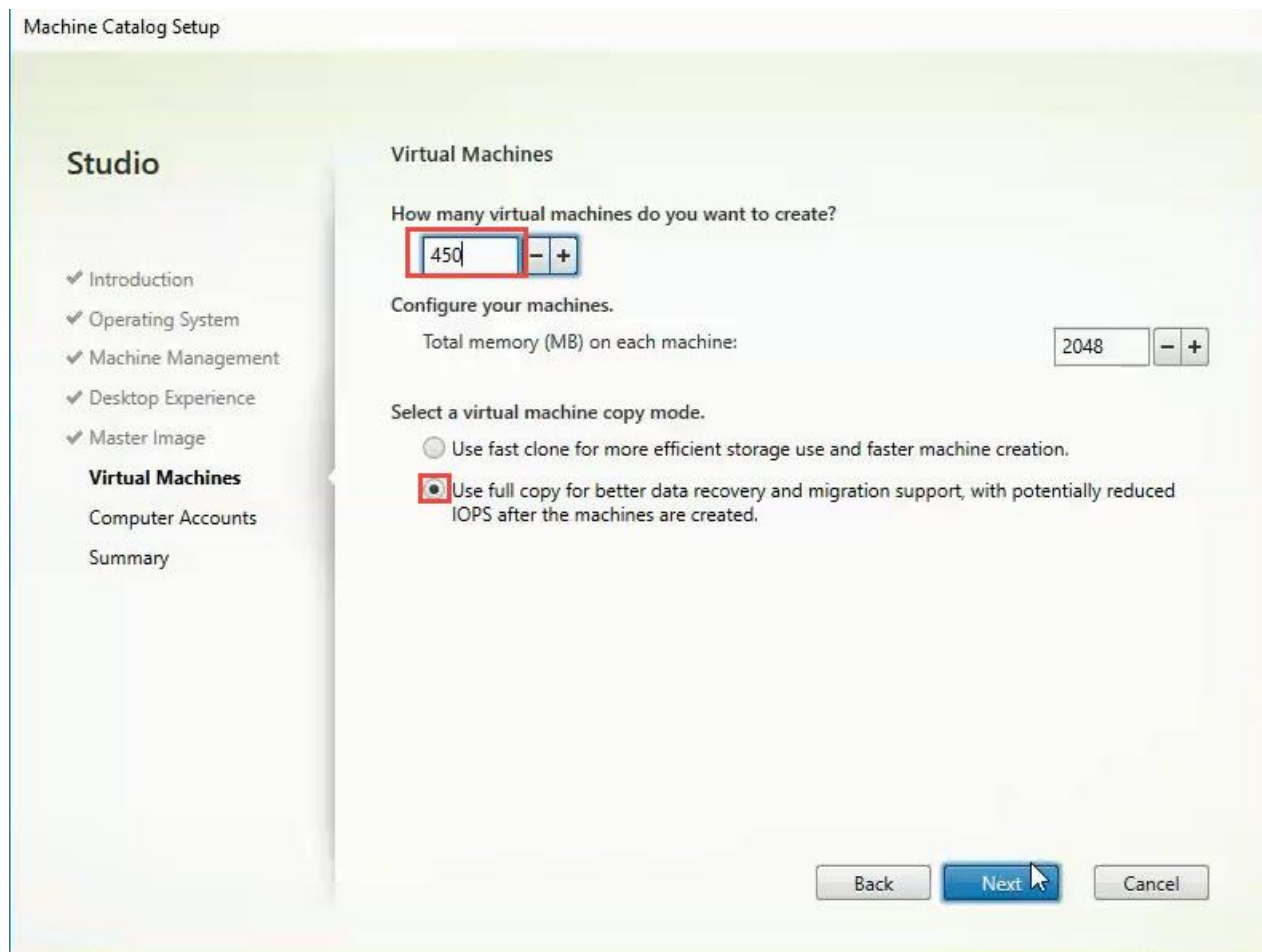 Machine Catalog Setup
Studio
Introduction
Operating System
Machine Management
Desktop Experience
Master Image
Virtual Machines
Computer Accounts
Summary
Virtual Machines
How many virtual machines do you want to create?
450
- +
Configure your machines.
Total memory (MB) on each machine: 2048 - +
Select a virtual machine copy mode.
Use fast clone for more efficient storage use and faster machine creation.
Use full copy for better data recovery and migration support, with potentially reduced
IOPS after the machines are created.
Back Next Cancel